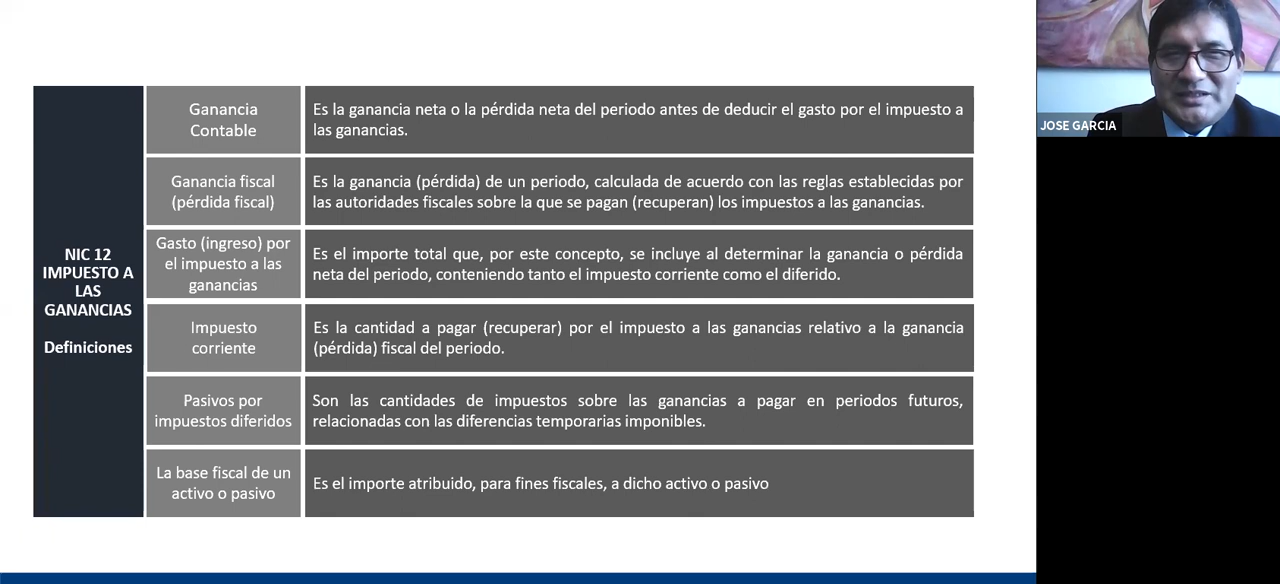 NIC 12
IMPUESTO A
LAS
GANANCIAS
Definiciones
Ganancia
Contable
Es la ganancia neta o la pérdida neta del periodo antes de deducir el gasto por el impuesto a
las ganancias.
Ganancia fiscal
(pérdida fiscal)
Es la ganancia (pérdida) de un periodo, calculada de acuerdo con las reglas establecidas por
las autoridades fiscales sobre la que se pagan (recuperan) los impuestos a las ganancias.
Gasto (ingreso) por
el impuesto a las
ganancias
Es el importe total que, por este concepto, se incluye al determinar la ganancia o pérdida
neta del periodo, conteniendo tanto el impuesto corriente como el diferido.
Impuesto
corriente
Es la cantidad a pagar (recuperar) por el impuesto a las ganancias relativo a la ganancia
(pérdida) fiscal del periodo.
Pasivos por
impuestos diferidos
Son las cantidades de impuestos sobre las ganancias a pagar en periodos futuros,
relacionadas con las diferencias temporarias imponibles.
La base fiscal de un
activo o pasivo
Es el importe atribuido, para fines fiscales, a dicho activo o pasivo
JOSE GARCIA